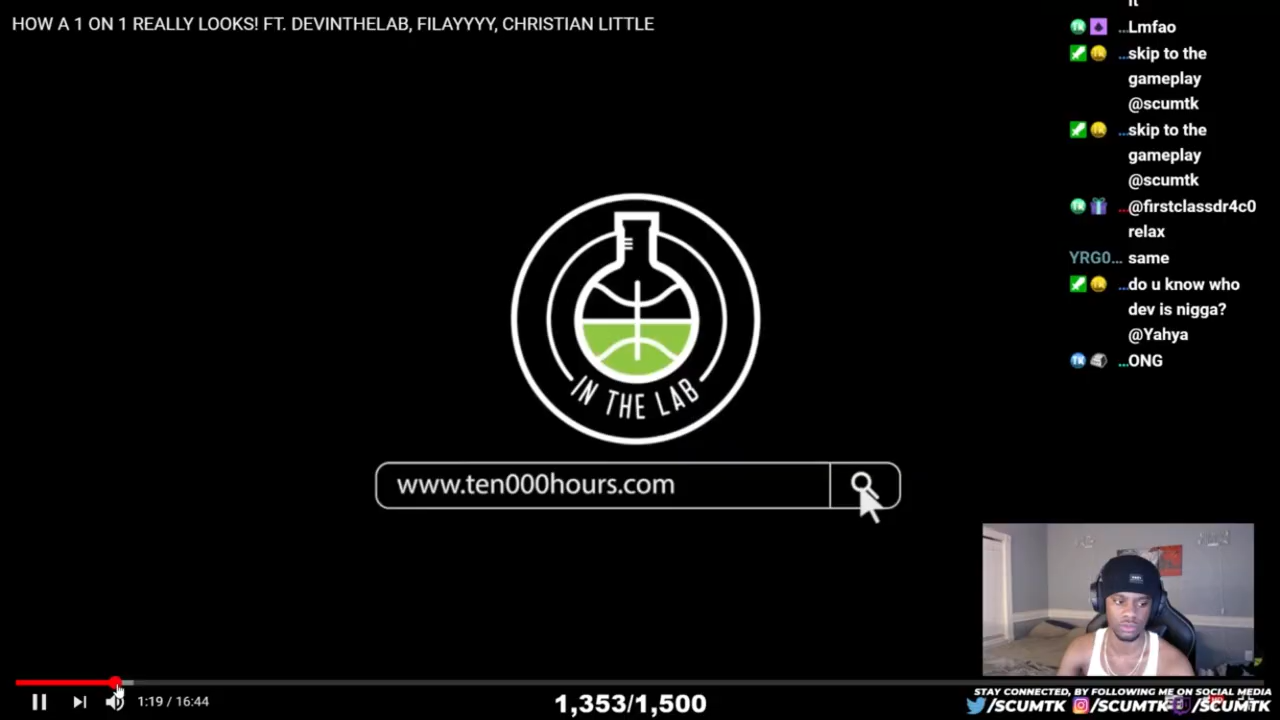 HOW A 1 ON 1 REALLY LOOKS! FT. DEVINTHELAB, FILAYYYY, CHRISTIAN LITTLE
it
...Lmfao
...skip to the
gameplay
@scumtk
...skip to the
gameplay
@scumtk
...@firstclassdr4c0
relax
YRG0... same
...do u know who
dev is nigga?
@Yahya
...ONG
IN THE LAB
www.ten000hours.com
1:19 / 16:44
1,353/1,500
STAY CONNECTED, BY FOLLOWING ME ON SOCIAL MEDIA
/SCUMTK /SCUMTK /SCUMTK